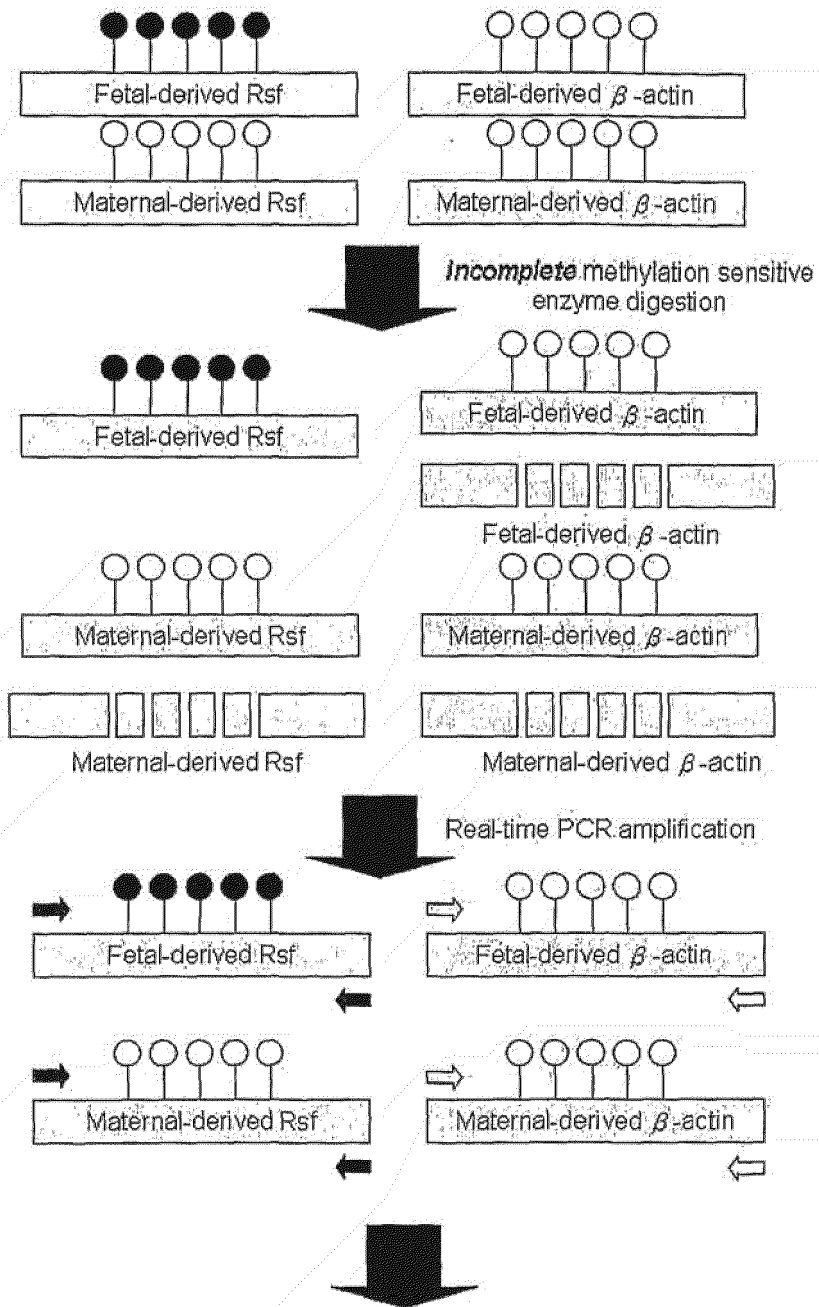 Fetal-derived Rsf
Fetal-derived β-actin
Maternal-derived Rsf
Maternal-derived β-actin
Incomplete methylation sensitive
enzyme digestion
Fetal-derived Rsf
Fetal-derived β-actin
Fetal-derived β-actin
Maternal-derived Rsf
Maternal-derived β-actin
Maternal-derived Rsf
Maternal-derived β-actin
Real-time PCR amplification
Fetal-derived Rsf
Fetal-derived β-actin
Maternal-derived Rsf
Maternal-derived β-actin